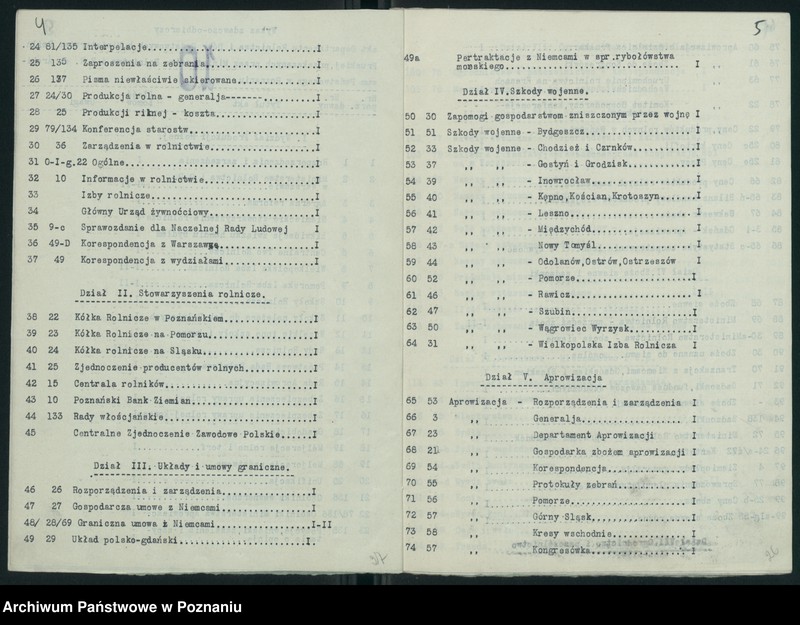 4
24 81/135 Interpelacje........................I
25 135 Zaproszenia na zebrania................I
26 137 Pisma niewłaściwie skierowane..........I
27 24/30 Produkcja rolna - generalja-------..........I
28 25 Produkcji rilnej - koszta................I
29 79/134 Konferencja starostw....................I
30 36 Zarządzenia w rolnictwie................I
31 C-I-g.22 Ogólne........................I
32 10 Informacje w rolnictwie................I
33 Izby rolnicze........................I
34 Główny Urząd żywnościowy................I
35 9-c Sprawozdanie dla Naczelnej Rady Ludowej I
36 49-D Korespondencja z Warszawą................I
37 49 Korespondencja z wydziałami................I
Dział II. Stowarzyszenia rolnicze.
38 22 Kółka Rolnicze w Poznańskiem................I
39 23 Kółka Rolnicze na Pomorzu................I
40 24 Kółka rolnicze na Sląsku................I
41 25 Zjednoczenie producentów rolnych..........I
42 15 Centrala rolników........................I
43 10 Poznański Bank Ziemian................I
44 133 Rady włościańskie........................I
45 Centralne Zjednoczenie Zawodowe Polskie......I
Dział III. Układy i umowy graniczne.
46 26 Rozporządzenia i zarządzenia................I
47 27 Gospodarcza umowe z Niemcami................I
48/ 28/69 Graniczna umowa z Niemcami................I-II
49 29 Układ polsko-gdański........................I.
5
49a Pertraktacje z Niemcami w spr.rybołówstwa
morskiego................................ I
Dział IV.Szkody wojenne.
50 30 Zapomogi gospodarstwom zniszczonym przez wojnę I
51 51 Szkody wojenne - Bydgoszcz................I
52 33 Szkody wojenne - Chodzież i Czrnków............I
53 37 ,, ,, - Gostyń i Grodzisk............I
54 39 ,, ,, - Inowrocław................I
55 40 ,, ,, - Kępno,Kościan,Krotoszyn......I
56 41 ,, ,, - Leszno....................I
57 42 ,, ,, - Międzychód................I
58 43 ,, ,, Nowy Tomyśl................I
59 44 ,, ,, - Odolanów,Ostrów,Ostrzeszów I
60 52 ,, ,, - Pomorze....................I
61 46 ,, ,, - Rawicz....................I
62 47 ,, ,, - Szubin....................I
63 50 ,, ,, - Wągrowiec Wyrzysk..........I
64 31 ,, ,, - Wielkopolska Izba Rolnicza I
Dział V. Aprowizacja
65 53 Aprowizacja - Rozporządzenia i zarządzenia I
66 3 ,, Generalja................I
67 23 ,, Departament Aprowizacji I
68 21 ,, Gospodarka zbożem aprowizacji I
69 54 ,, Korespondencja............I
70 55 ,, Protokuły zebrań............I
71 56 ,, Pomorze....................I
72 57 ,, Górny Sląsk................I
73 58 ,, Kresy wschodnie............I
74 57 ,, Kongresówka................I
Archiwum Państwowe w Poznaniu